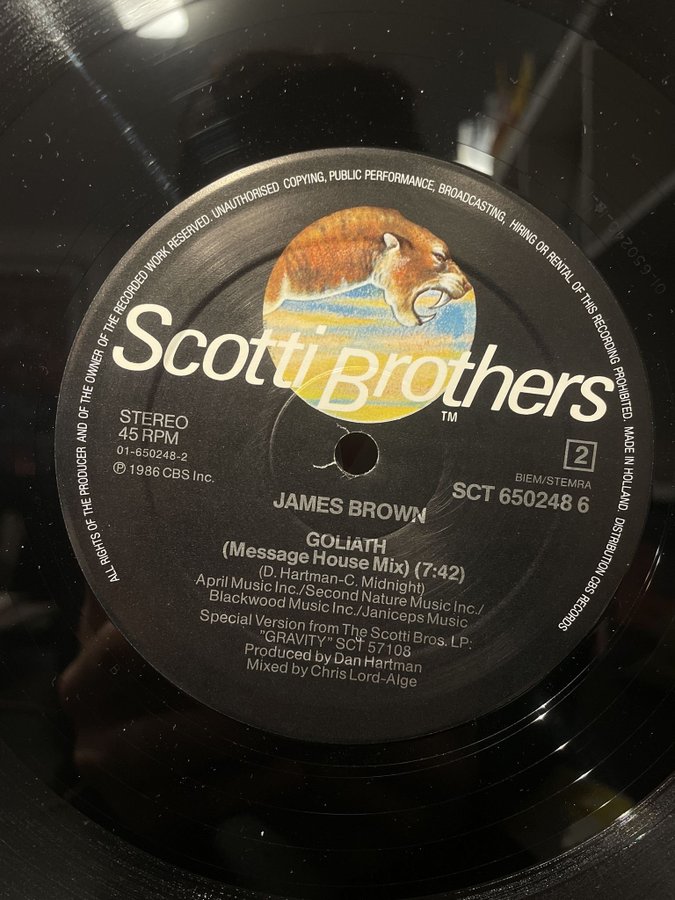 ALL RIGHTS OF THE PRODUCER AND OF THE OWNER OF THE RECORDED WORK RESERVED. UNAUTHORISED COPYING, PUBLIC PERFORMANCE, BROADCASTING, HIRING OR RENTAL OF THIS RECORDING PROHIBITED. MADE IN HOLLAND. DISTRIBUTION CBS RECORDS
Scotti Brothers
TM
STEREO
45 RPM
01-650248-2
℗ 1986 CBS Inc.
2
BIEM/STEMRA
SCT 650248 6
JAMES BROWN
GOLIATH
(Message House Mix) (7:42)
(D. Hartman-C. Midnight)
April Music Inc./Second Nature Music Inc./
Blackwood Music Inc./Janiceps Music
Special Version from The Scotti Bros. LP:
"GRAVITY" SCT 57108
Produced by Dan Hartman
Mixed by Chris Lord-Alge